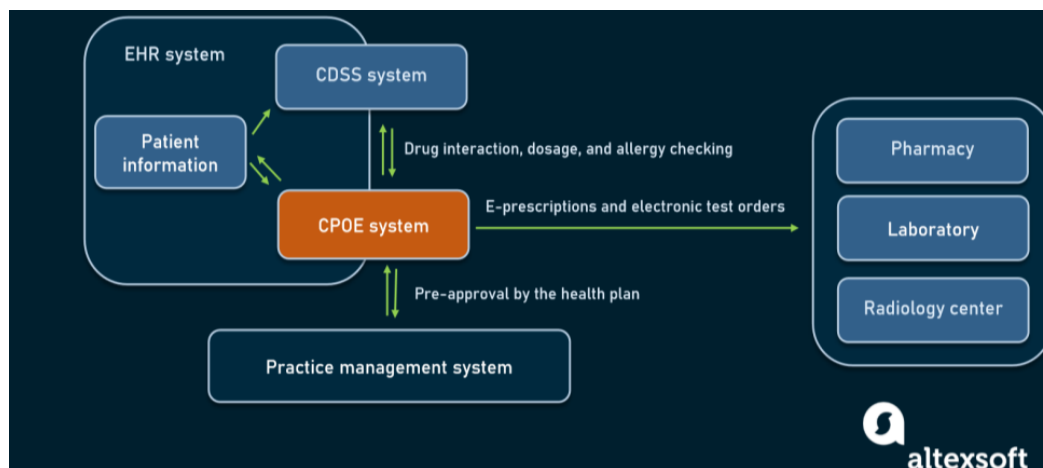 EHR system
CDSS system
Patient
information
Drug interaction, dosage, and allergy checking
CPOE system
E-prescriptions and electronic test orders
Pre-approval by the health plan
Practice management system
Pharmacy
Laboratory
Radiology center
altexsoft